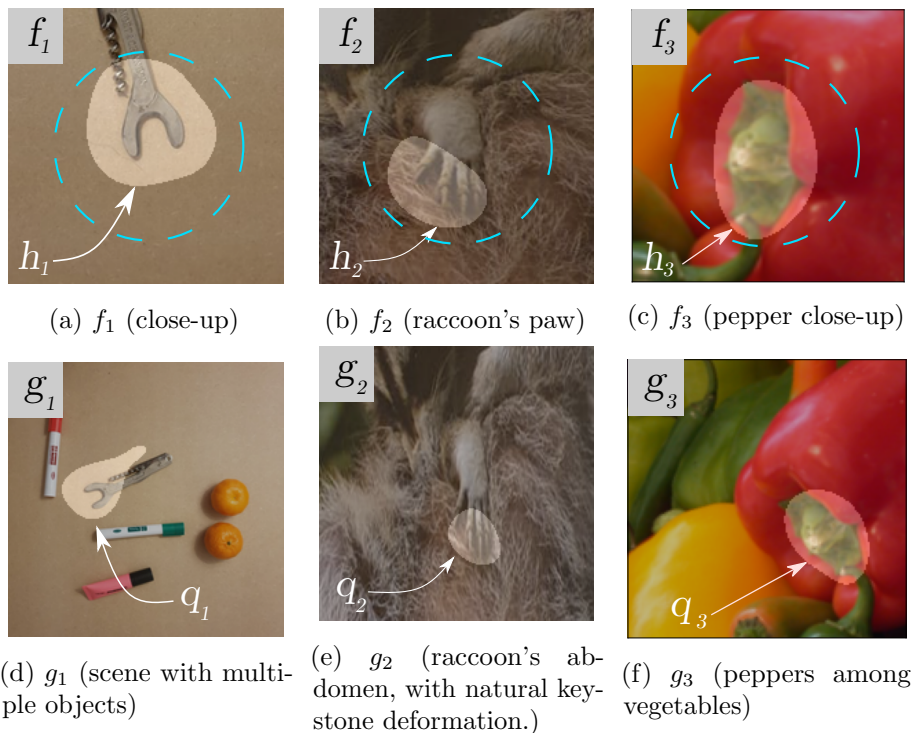 f1 f2 f3
h1 h2 h3
(a) f1 (close-up) (b) f2 (raccoon's paw) (c) f3 (pepper close-up)
g1 g2 g3
q1 q2 q3
(d) g1 (scene with multi-
ple objects)
(e) g2 (raccoon's ab-
domen, with natural key-
stone deformation.)
(f) g3 (peppers among
vegetables)